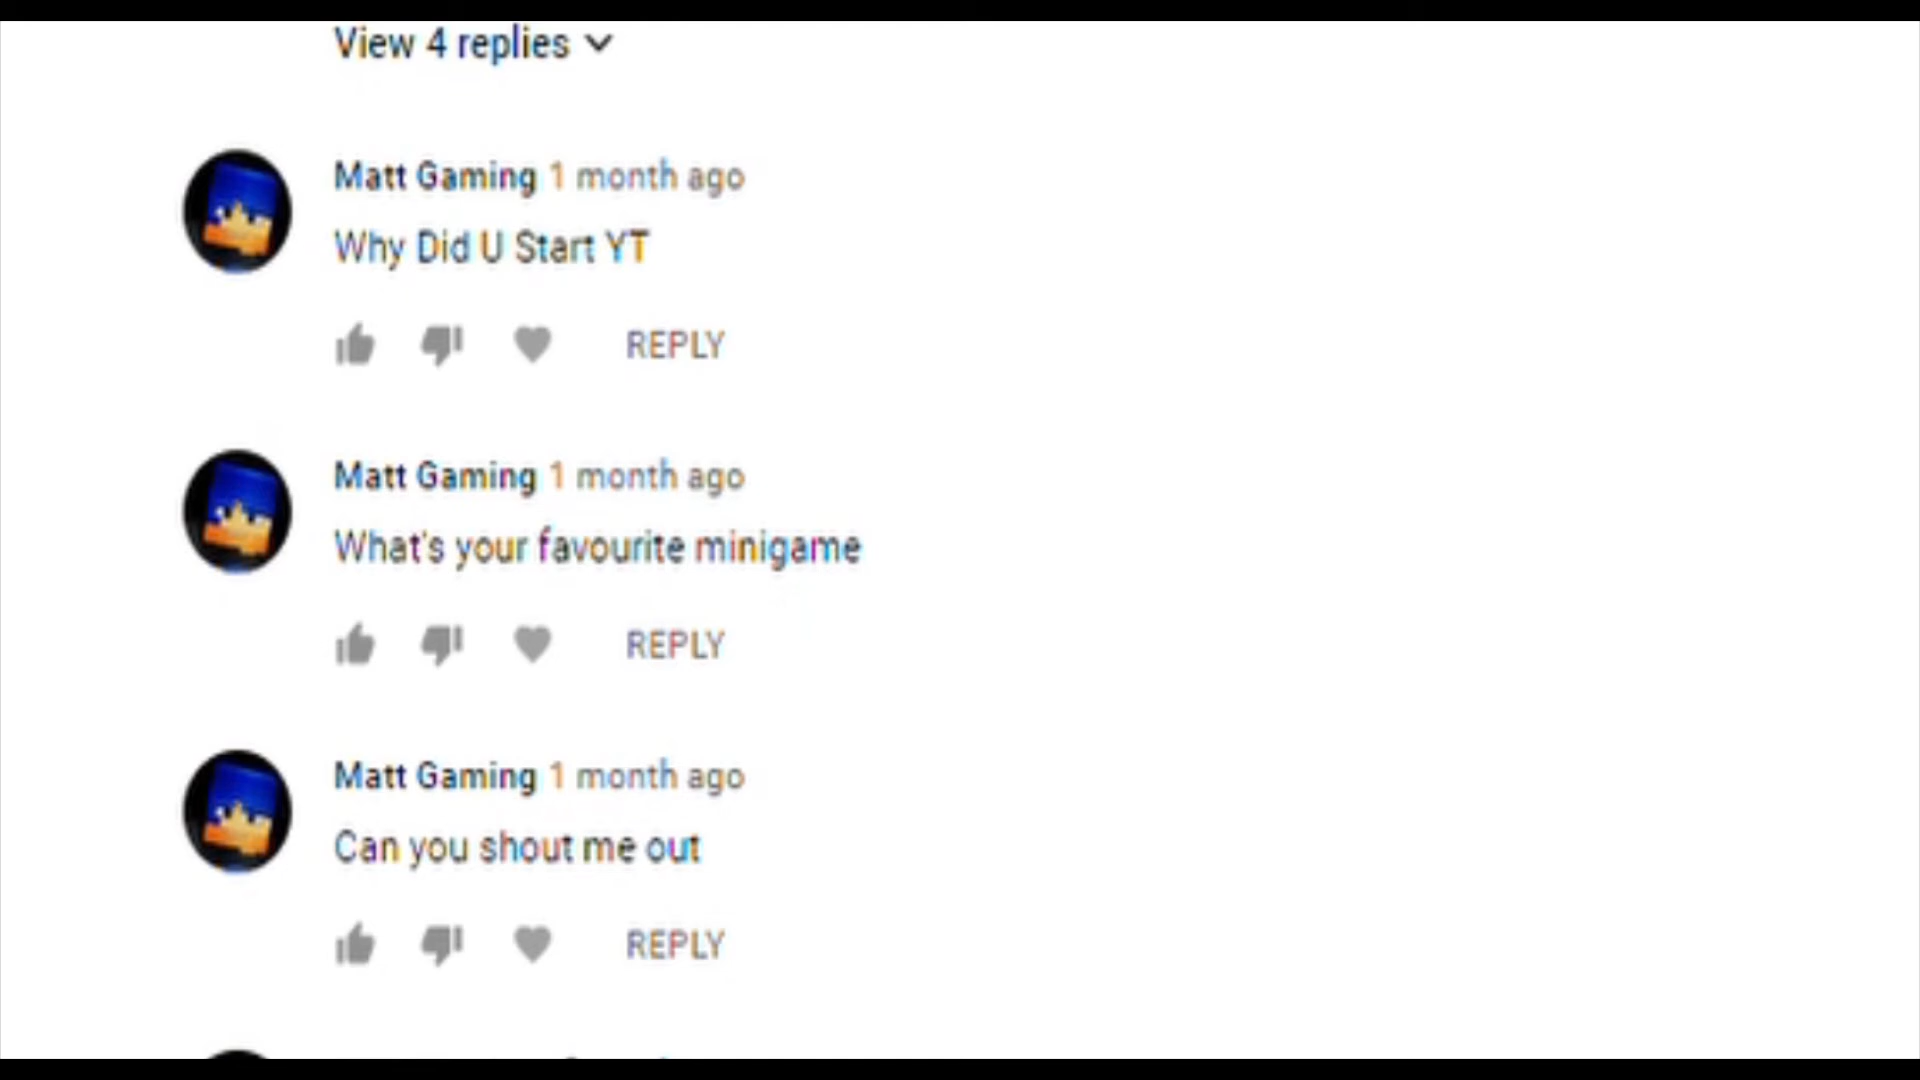 View 4 replies
Matt Gaming 1 month ago
Why Did U Start YT
REPLY
Matt Gaming 1 month ago
What's your favourite minigame
REPLY
Matt Gaming 1 month ago
Can you shout me out
REPLY